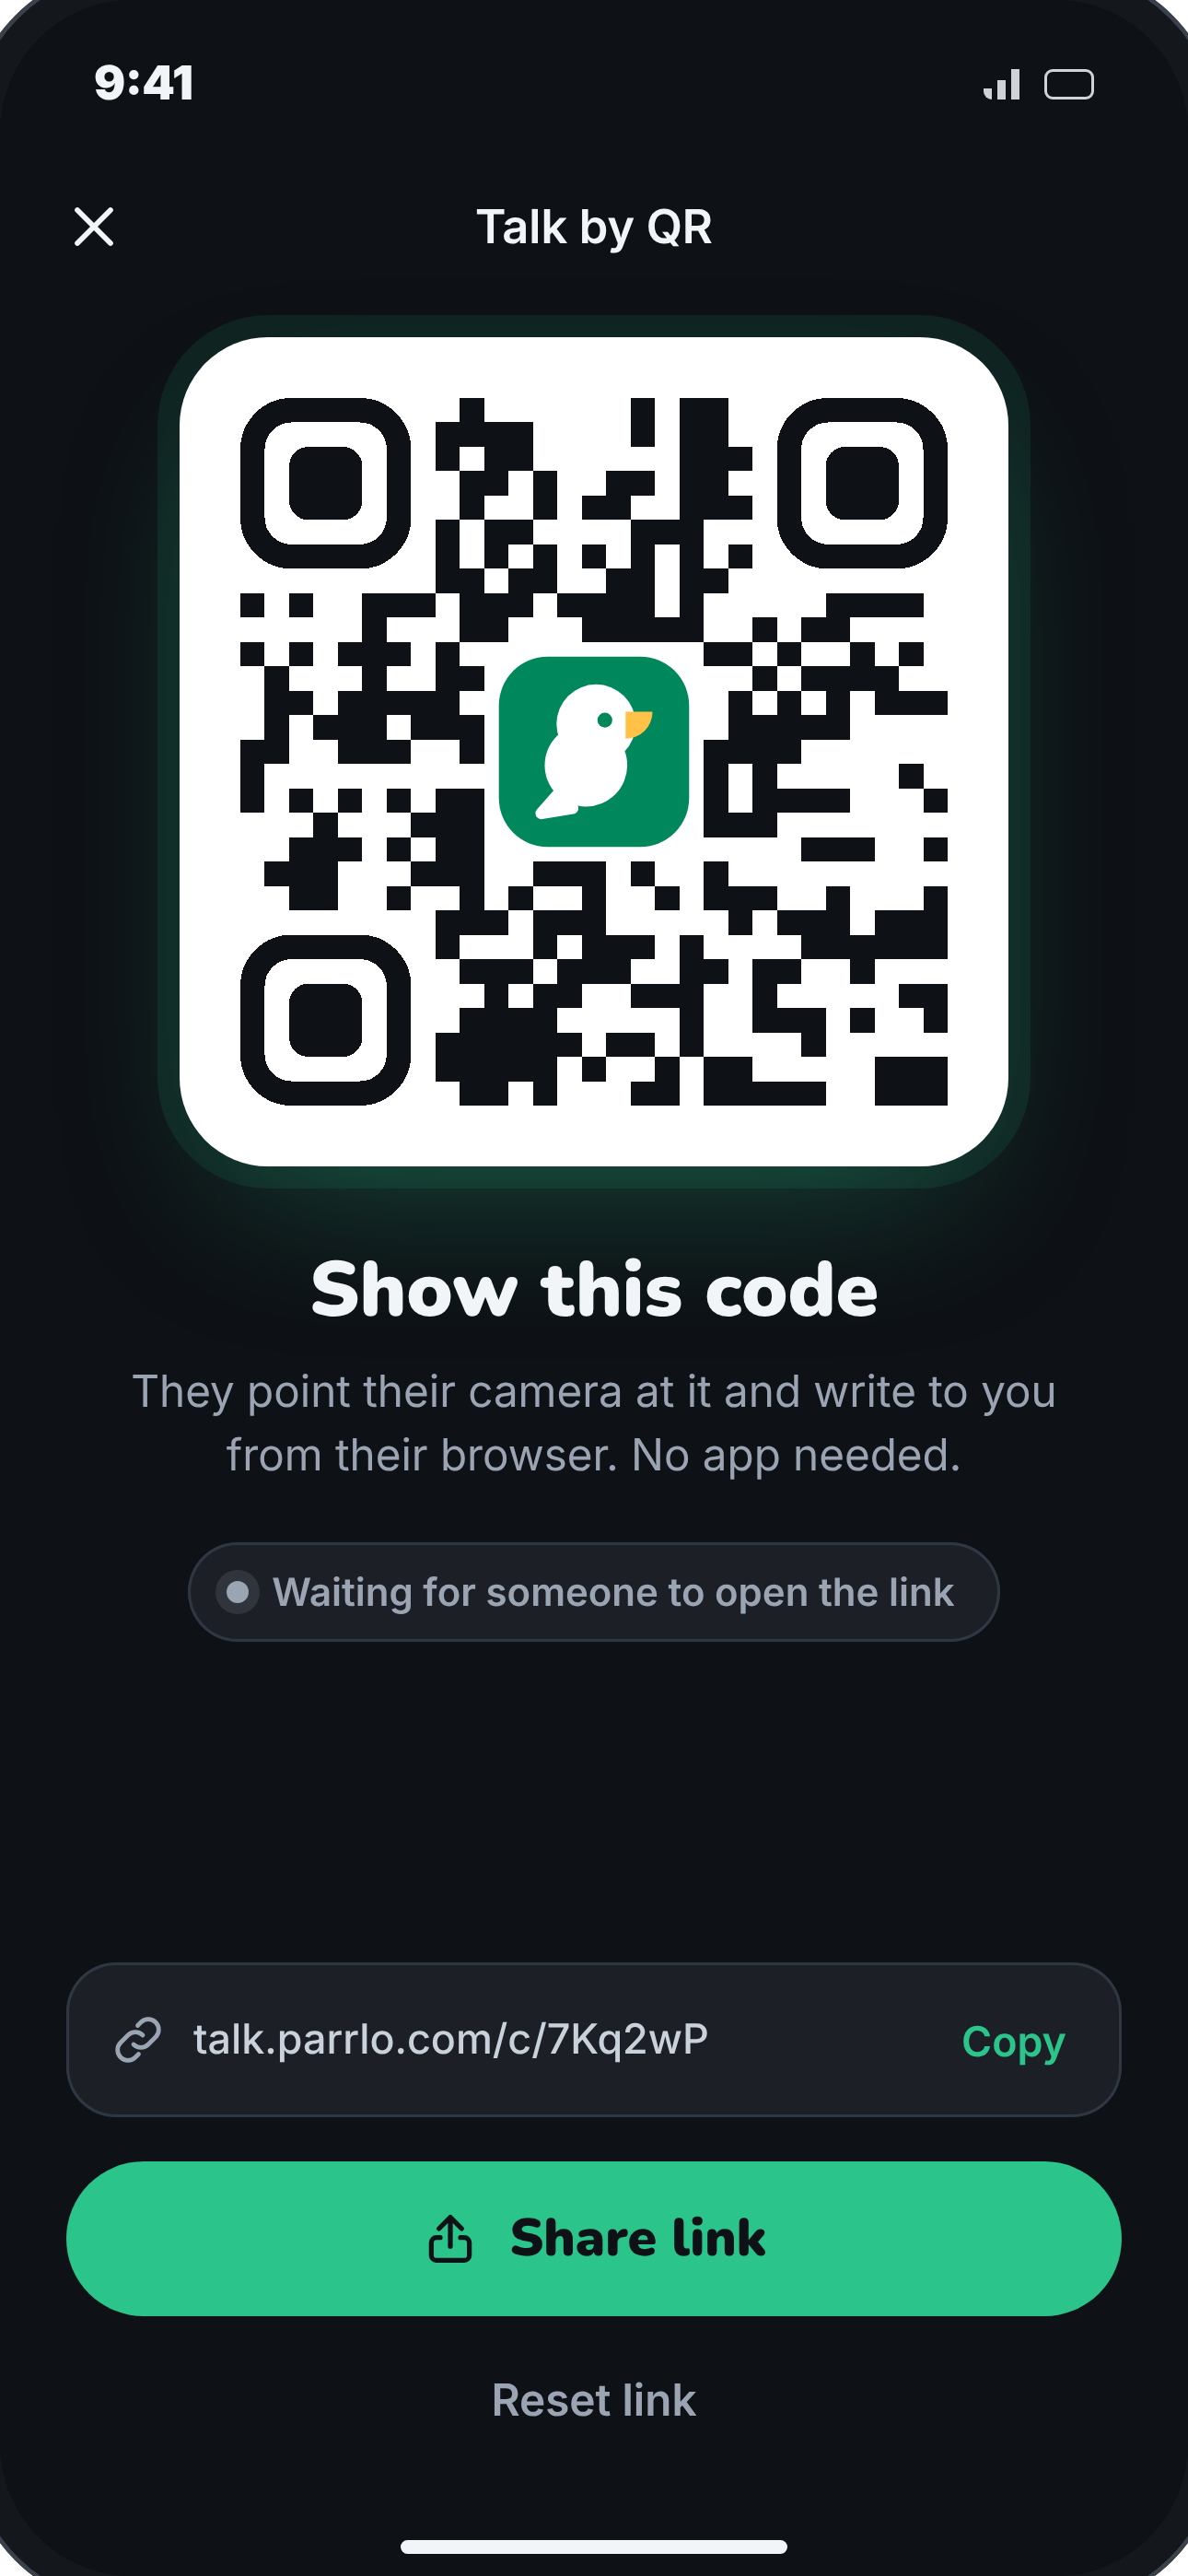 9:41
Talk by QR
Show this code
They point their camera at it and write to you
from their browser. No app needed.
Waiting for someone to open the link
talk.parrlo.com/c/7Kq2wP
Copy
Share link
Reset link